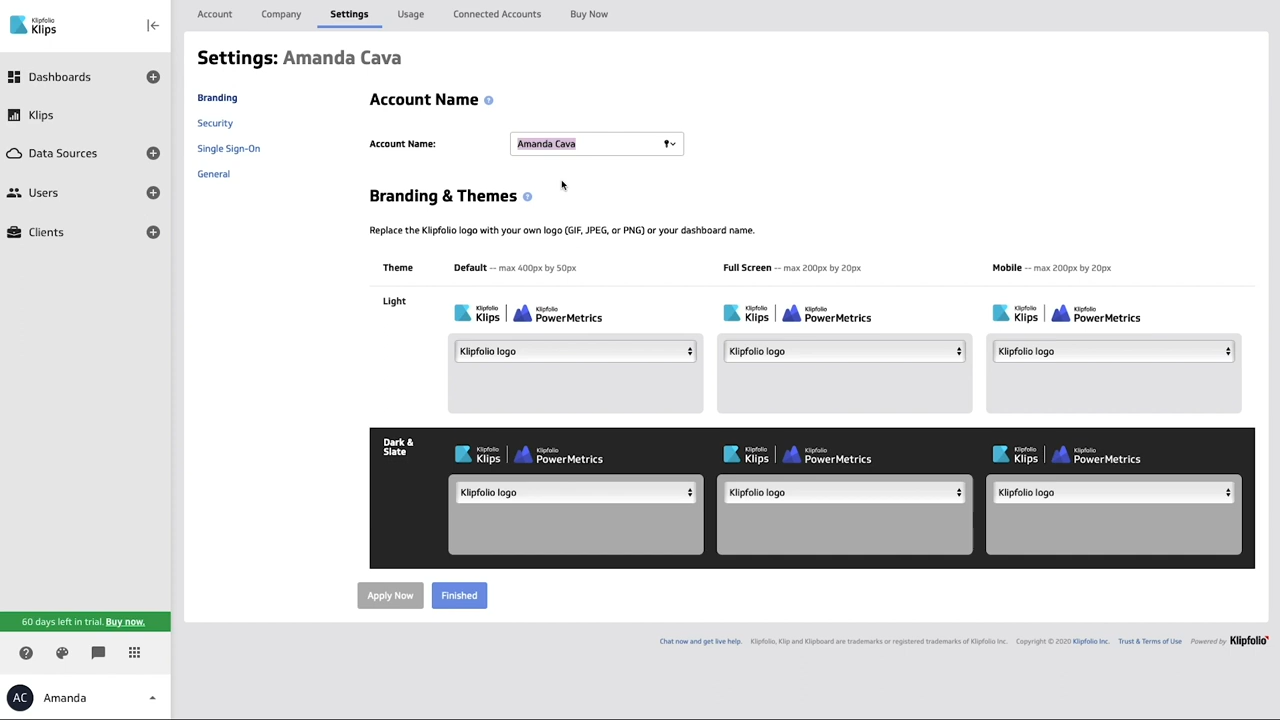 Klipfolio
Klips
Dashboards
Klips
Data Sources
Users
Clients
60 days left in trial. Buy now.
AC Amanda
Account Company Settings Usage Connected Accounts Buy Now
Settings: Amanda Cava
Branding
Security
Single Sign-On
General
Account Name ?
Account Name: Amanda Cava
Branding & Themes ?
Replace the Klipfolio logo with your own logo (GIF, JPEG, or PNG) or your dashboard name.
Theme Default -- max 400px by 50px Full Screen -- max 200px by 20px Mobile -- max 200px by 20px
Light
Klipfolio Klips | Klipfolio PowerMetrics Klipfolio Klips | Klipfolio PowerMetrics Klipfolio Klips | Klipfolio PowerMetrics
Klipfolio logo Klipfolio logo Klipfolio logo
Dark &
Slate
Klipfolio Klips | Klipfolio PowerMetrics Klipfolio Klips | Klipfolio PowerMetrics Klipfolio Klips | Klipfolio PowerMetrics
Klipfolio logo Klipfolio logo Klipfolio logo
Apply Now Finished
Chat now and get live help. Klipfolio, Klip and Klipboard are trademarks or registered trademarks of Klipfolio Inc. Copyright © 2020 Klipfolio Inc. Trust & Terms of Use Powered by Klipfolio